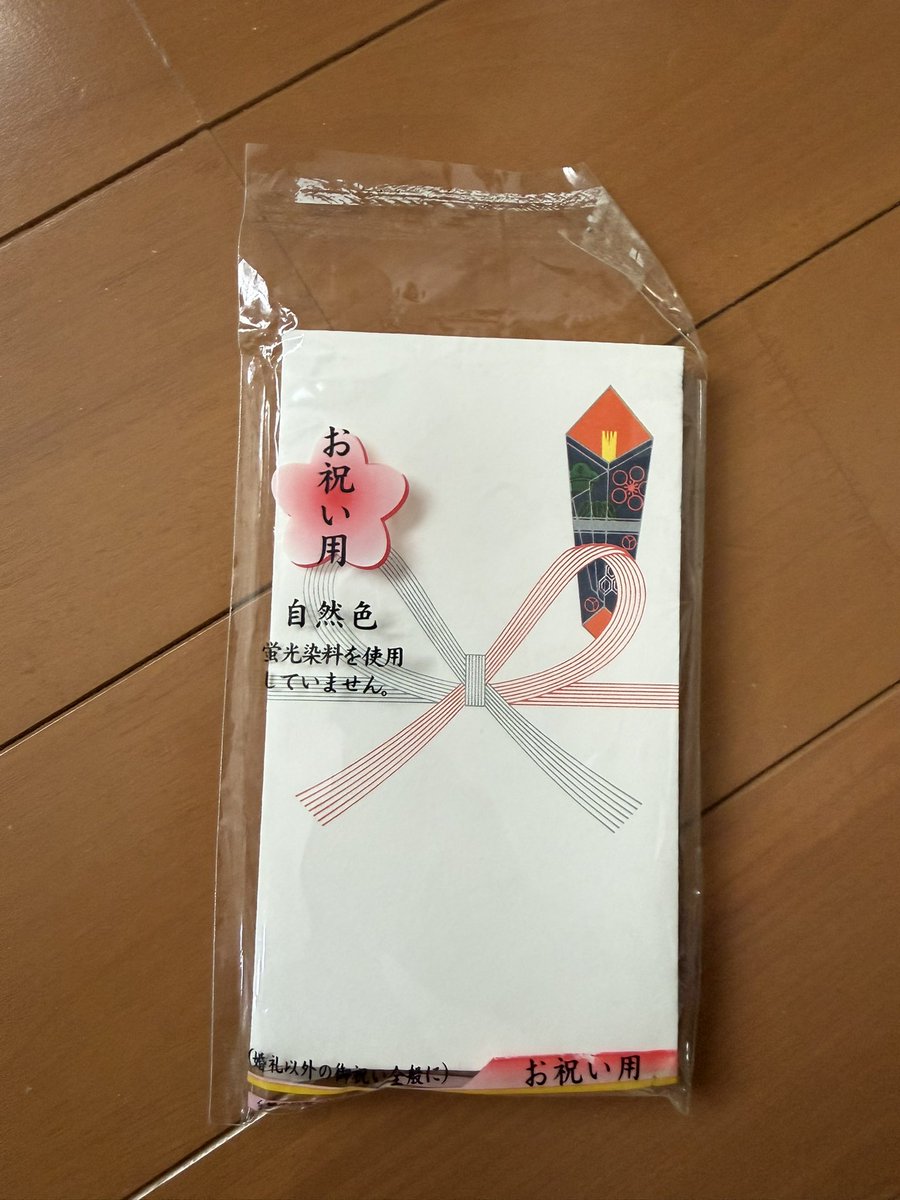 お祝い用
自然色
蛍光染料を使用
していません。
(婚礼以外の御祝い全般に)
お祝い用